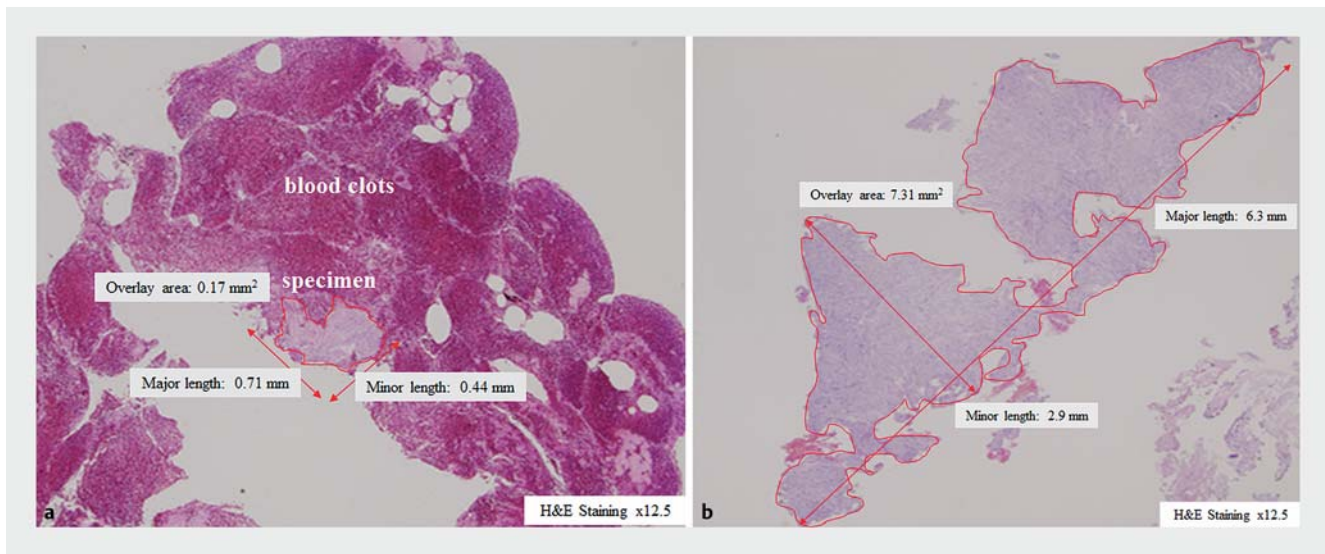 blood clots
specimen
Overlay area: 0.17 mm²
Major length: 0.71 mm
Minor length: 0.44 mm
a
H&E Staining x12.5
Overlay area: 7.31 mm²
Major length: 6.3 mm
Minor length: 2.9 mm
b
H&E Staining x12.5